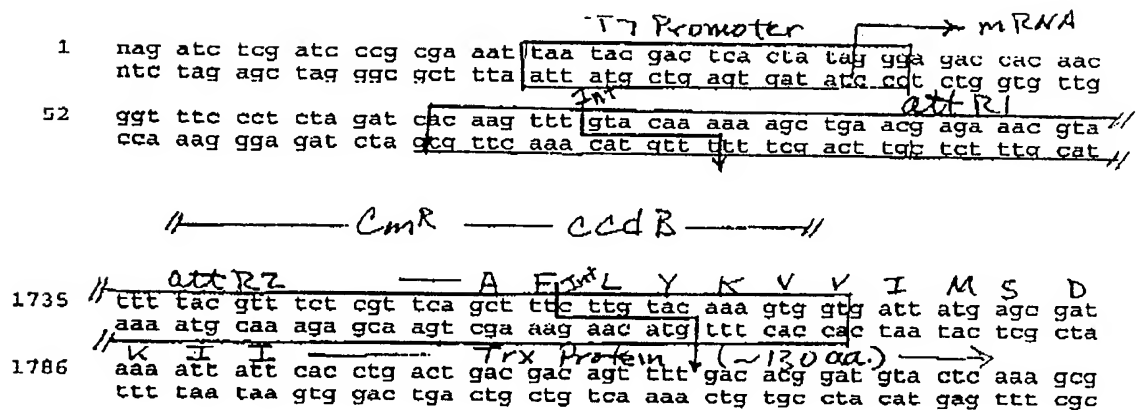 T7 Promoter mRNA
1 nag atc tcg atc ccg cga aat taa tac gac tca cta tag gga gac cac aac
ntc tag agc tag ggc gct tta att atg ctg agt gat atc cct ctg gtg ttg
Int attR1
52 ggt ttc cct cta gat cac aag ttt gta caa aaa agc tga acg aga aac gta
cca aag gga gat cta gcg ttc aaa cat gtt ttt tcg act tgc tct ttg cat
CmR ccdB
attR2 A F Int L Y K V V I M S D
1735 ttt tac gtt tct cgt tca gct ttc ttg tac aaa gtg gtg att atg agc gat
aaa atg caa aga gca agt cga aag aac atg ttt cac cac taa tac tcg cta
K I I Trx Protein (~130 aa.)
1786 aaa att att cac ctg act gac gac agt ttt gac acg gat gta ctc aaa gcg
ttt taa taa gtg gac tga ctg ctg tca aaa ctg tgc cta cat gag ttt cgc